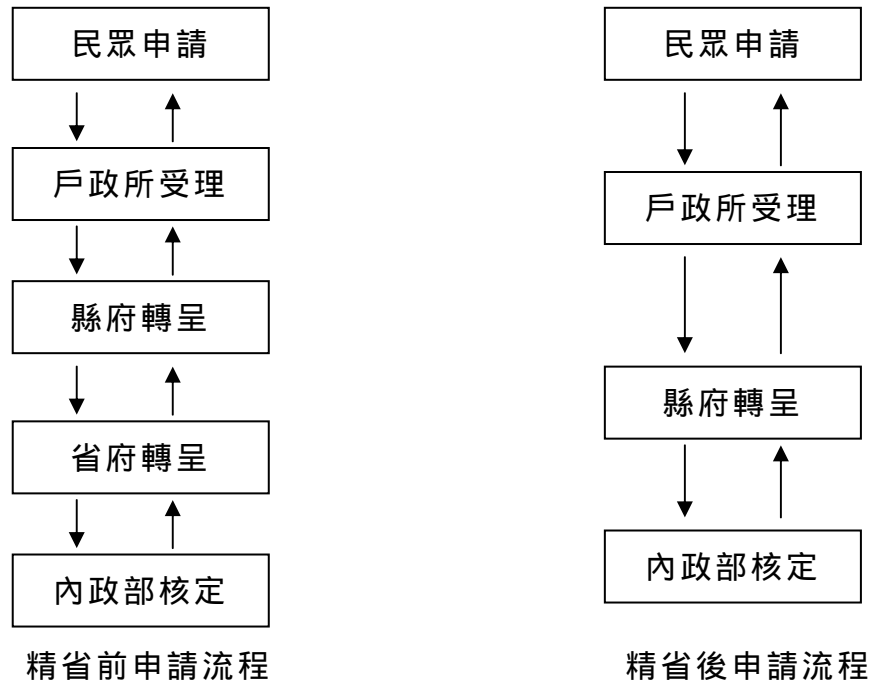 民眾申請
戶政所受理
縣府轉呈
省府轉呈
內政部核定
精省前申請流程
民眾申請
戶政所受理
縣府轉呈
內政部核定
精省後申請流程